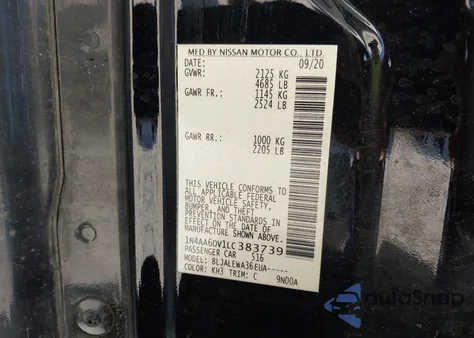 MFD BY NISSAN MOTOR CO., LTD.
DATE: 09/20
GVWR: 2125 KG
4685 LB
GAWR FR.: 1145 KG
2524 LB
GAWR RR.: 1000 KG
2205 LB
THIS VEHICLE CONFORMS TO
ALL APPLICABLE FEDERAL
MOTOR VEHICLE SAFETY,
BUMPER, AND THEFT
PREVENTION STANDARDS
IN EFFECT ON THE DATE OF
MANUFACTURE SHOWN ABOVE.
1N4AA6DV1LC383739
PASSENGER CAR 516
MODEL: BLJALEWA36EUA-----
COLOR: KH3 TRIM: C 9N00A
autoSnap